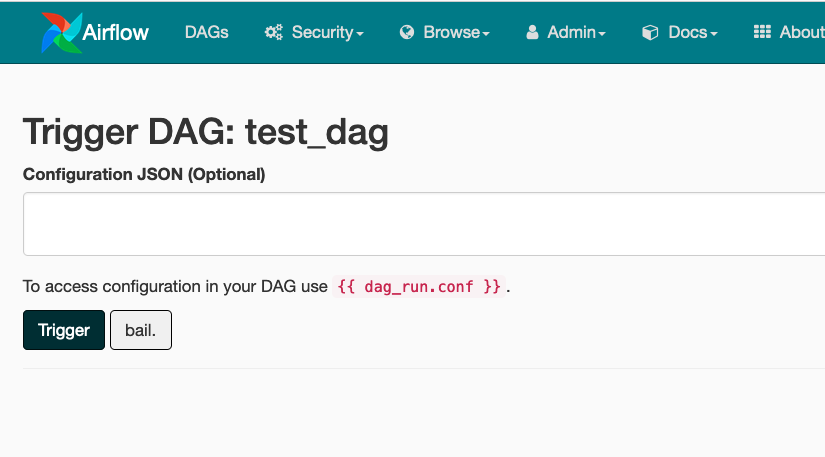 Airflow DAGs Security Browse Admin Docs About
Trigger DAG: test_dag
Configuration JSON (Optional)
To access configuration in your DAG use {{ dag_run.conf }}.
Trigger bail.